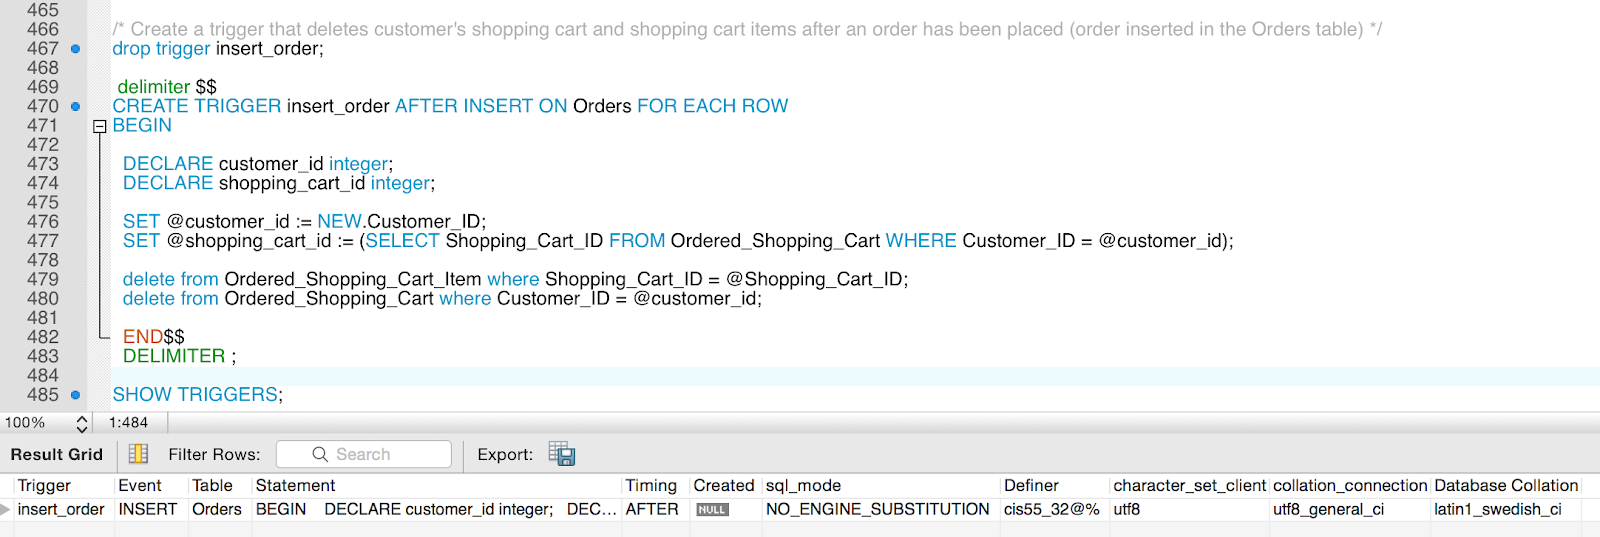 465
466 /* Create a trigger that deletes customer's shopping cart and shopping cart items after an order has been placed (order inserted in the Orders table) */
467 drop trigger insert_order;
468
469 delimiter $$
470 CREATE TRIGGER insert_order AFTER INSERT ON Orders FOR EACH ROW
471 BEGIN
472
473 DECLARE customer_id integer;
474 DECLARE shopping_cart_id integer;
475
476 SET @customer_id := NEW.Customer_ID;
477 SET @shopping_cart_id := (SELECT Shopping_Cart_ID FROM Ordered_Shopping_Cart WHERE Customer_ID = @customer_id);
478
479 delete from Ordered_Shopping_Cart_Item where Shopping_Cart_ID = @Shopping_Cart_ID;
480 delete from Ordered_Shopping_Cart where Customer_ID = @customer_id;
481
482 END$$
483 DELIMITER ;
484
485 SHOW TRIGGERS;
100% 1:484
Result Grid Filter Rows: Search Export:
Trigger Event Table Statement Timing Created sql_mode Definer character_set_client collation_connection Database Collation
insert_order INSERT Orders BEGIN DECLARE customer_id integer; DEC... AFTER NULL NO_ENGINE_SUBSTITUTION cis55_32@% utf8 utf8_general_ci latin1_swedish_ci